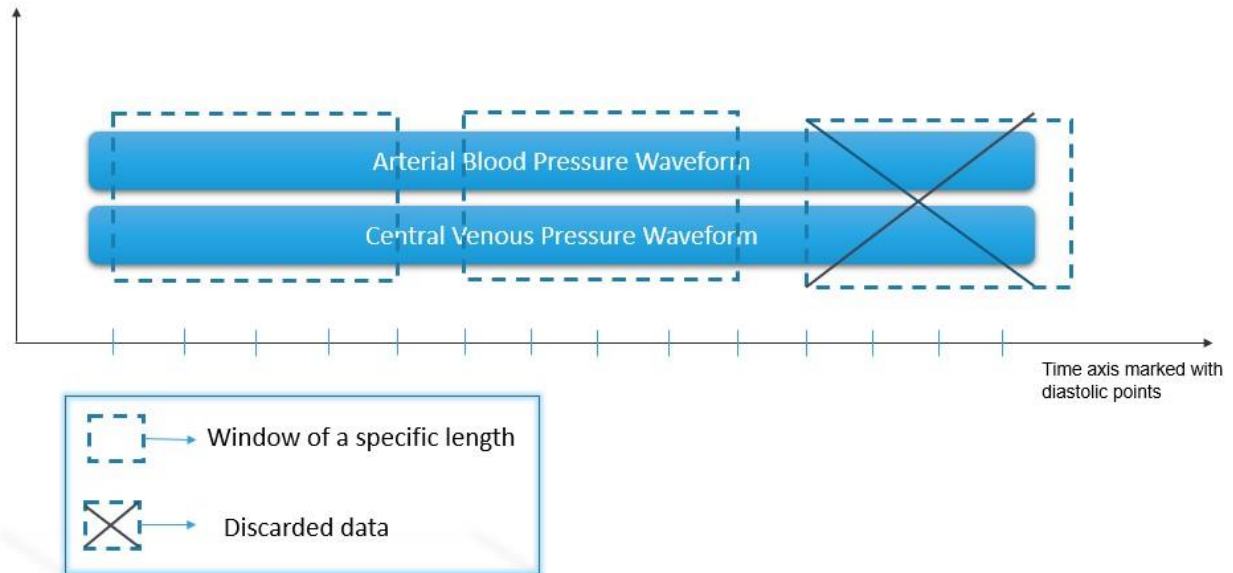 Arterial Blood Pressure Waveform
Central Venous Pressure Waveform
Time axis marked with
diastolic points
Window of a specific length
Discarded data